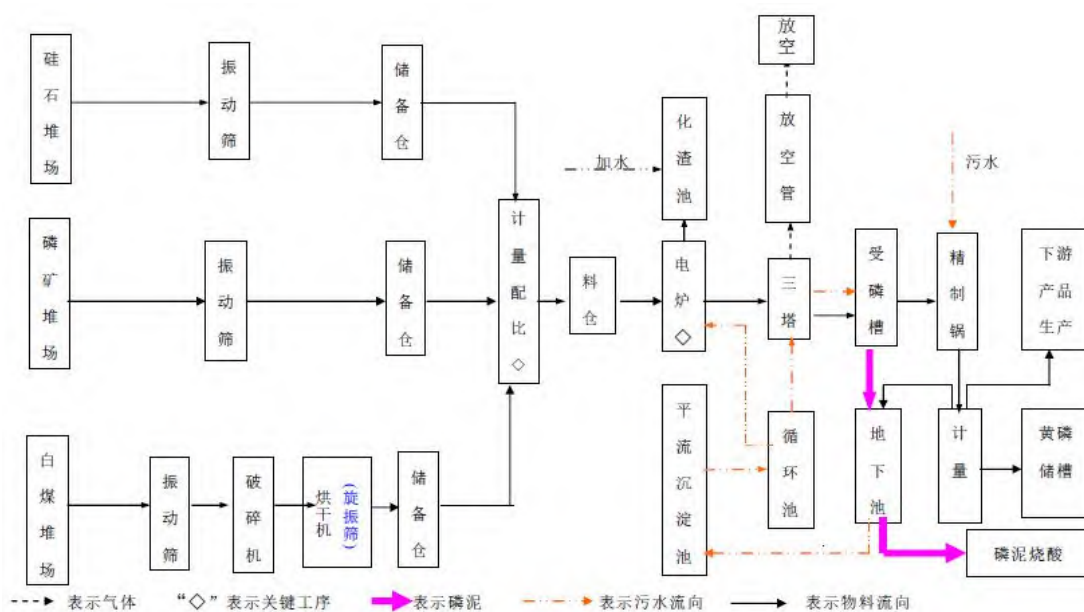 放空
硅石堆场
振动筛
储备仓
化渣池
放空管
加水
污水
磷矿堆场
振动筛
储备仓
计量配比◇
料仓
电炉◇
三塔
受磷槽
精制锅
下游
产品
生产
白煤堆场
振动筛
破碎机
烘干机
(旋振筛)
储备仓
平流沉淀池
循环池
地下池
计量
黄磷
储槽
磷泥烧酸
表示气体
“◇”表示关键工序
表示磷泥
表示污水流向
表示物料流向